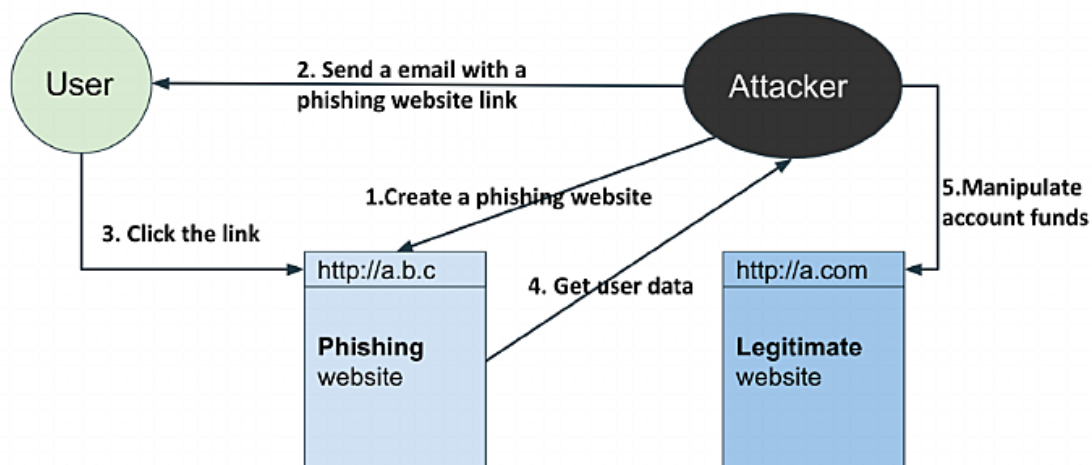 User
2. Send a email with a
phishing website link
Attacker
1.Create a phishing website
5.Manipulate
account funds
3. Click the link
http://a.b.c
http://a.com
4. Get user data
Phishing
website
Legitimate
website